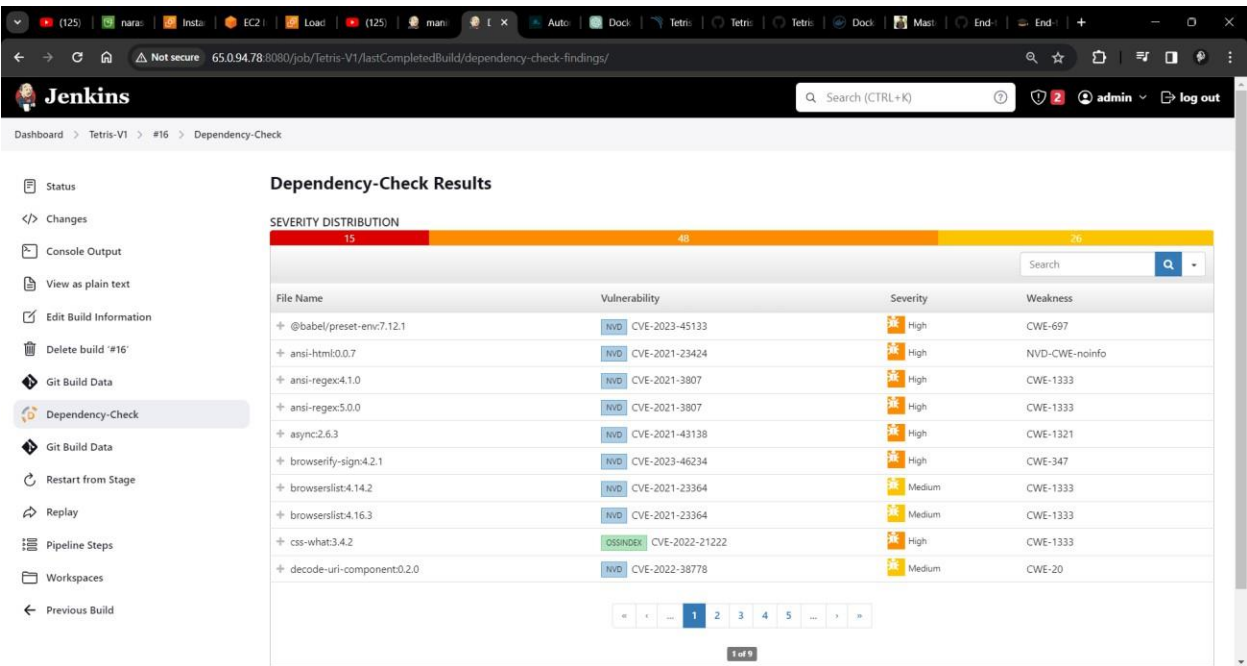 (125) naras Insta EC2 I Load (125) mani [ Auto Dock Tetris Tetris Tetris Dock Mast End-t End-t
Not secure 65.0.94.78:8080/job/Tetris-V1/lastCompletedBuild/dependency-check-findings/
Jenkins Search (CTRL+K) 2 admin log out
Dashboard > Tetris-V1 > #16 > Dependency-Check
Status
Changes
Console Output
View as plain text
Edit Build Information
Delete build '#16'
Git Build Data
Dependency-Check
Git Build Data
Restart from Stage
Replay
Pipeline Steps
Workspaces
Previous Build
Dependency-Check Results
SEVERITY DISTRIBUTION
15 48 26
Search
File Name Vulnerability Severity Weakness
@babel/preset-env:7.12.1 NVD CVE-2023-45133 High CWE-697
ansi-html:0.0.7 NVD CVE-2021-23424 High NVD-CWE-noinfo
ansi-regex:4.1.0 NVD CVE-2021-3807 High CWE-1333
ansi-regex:5.0.0 NVD CVE-2021-3807 High CWE-1333
async:2.6.3 NVD CVE-2021-43138 High CWE-1321
browserify-sign:4.2.1 NVD CVE-2023-46234 High CWE-347
browserslist:4.14.2 NVD CVE-2021-23364 Medium CWE-1333
browserslist:4.16.3 NVD CVE-2021-23364 Medium CWE-1333
css-what:3.4.2 OSSINDEX CVE-2022-21222 High CWE-1333
decode-uri-component:0.2.0 NVD CVE-2022-38778 Medium CWE-20
« ‹ ... 1 2 3 4 5 ... › »
1 of 9